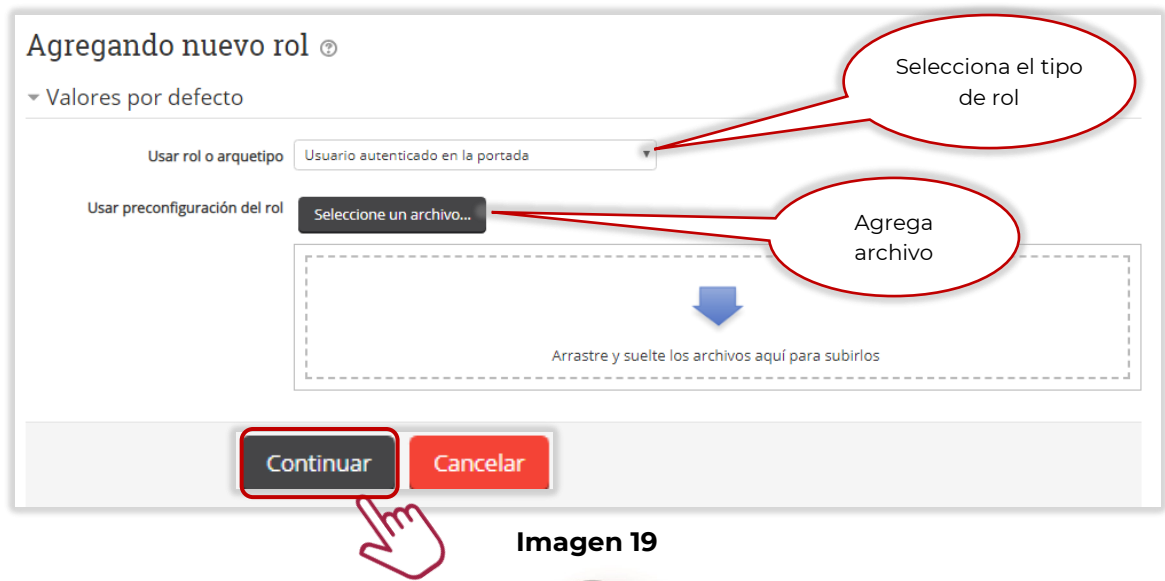 Agregando nuevo rol
Selecciona el tipo
de rol
Valores por defecto
Usar rol o arquetipo
Usuario autenticado en la portada
Usar preconfiguración del rol
Seleccione un archivo...
Agrega
archivo
Arrastre y suelte los archivos aquí para subirlos
Continuar
Cancelar
Imagen 19